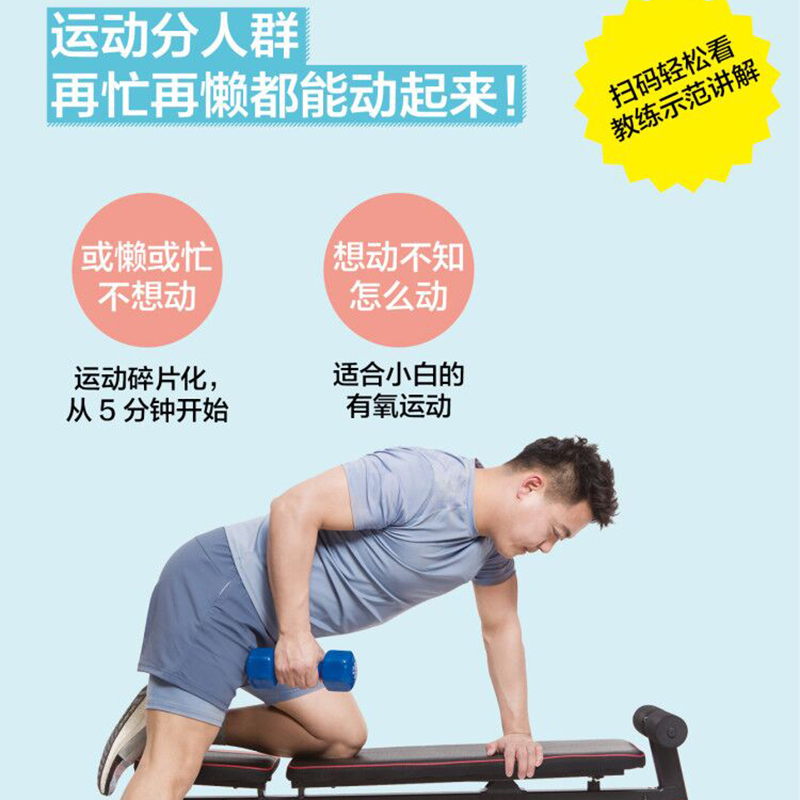 运动分人群
再忙再懒都能动起来！
扫码轻松看
教练示范讲解
或懒或忙
不想动
想动不知
怎么动
运动碎片化，
从 5 分钟开始
适合小白的
有氧运动